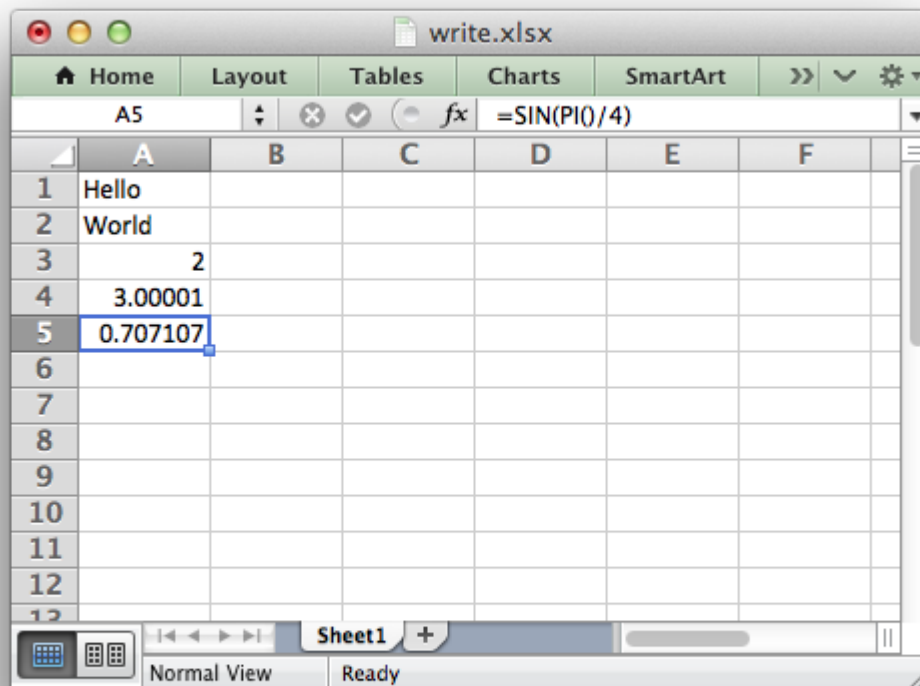 write.xlsx
Home Layout Tables Charts SmartArt
A5 fx =SIN(PI()/4)
A B C D E F
1 Hello
2 World
3 2
4 3.00001
5 0.707107
6
7
8
9
10
11
12
13
Sheet1 +
Normal View Ready